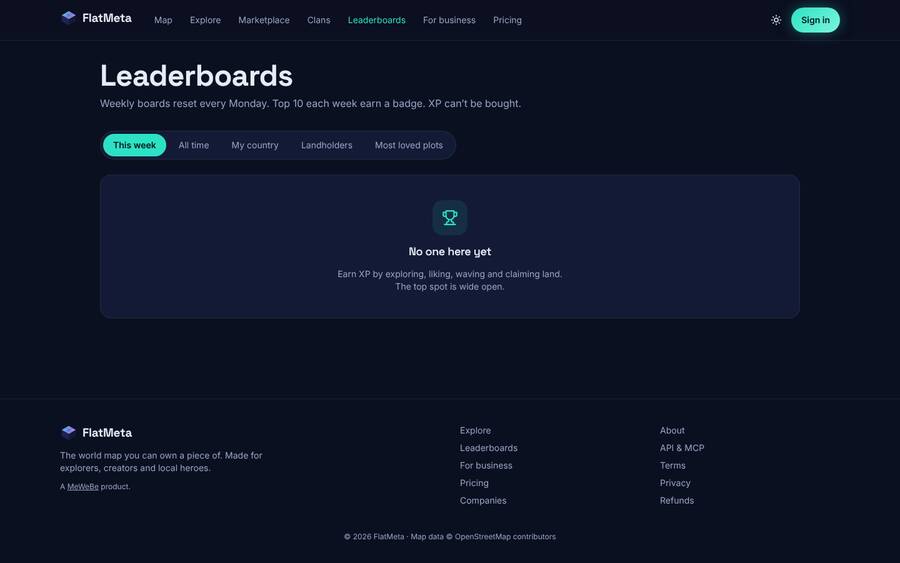 FlatMeta
Map
Explore
Marketplace
Clans
Leaderboards
For business
Pricing
Sign in
Leaderboards
Weekly boards reset every Monday. Top 10 each week earn a badge. XP can't be bought.
This week
All time
My country
Landholders
Most loved plots
No one here yet
Earn XP by exploring, liking, waving and claiming land.
The top spot is wide open.
FlatMeta
The world map you can own a piece of. Made for
explorers, creators and local heroes.
A MeWeBe product.
Explore
Leaderboards
For business
Pricing
Companies
About
API & MCP
Terms
Privacy
Refunds
© 2026 FlatMeta · Map data © OpenStreetMap contributors